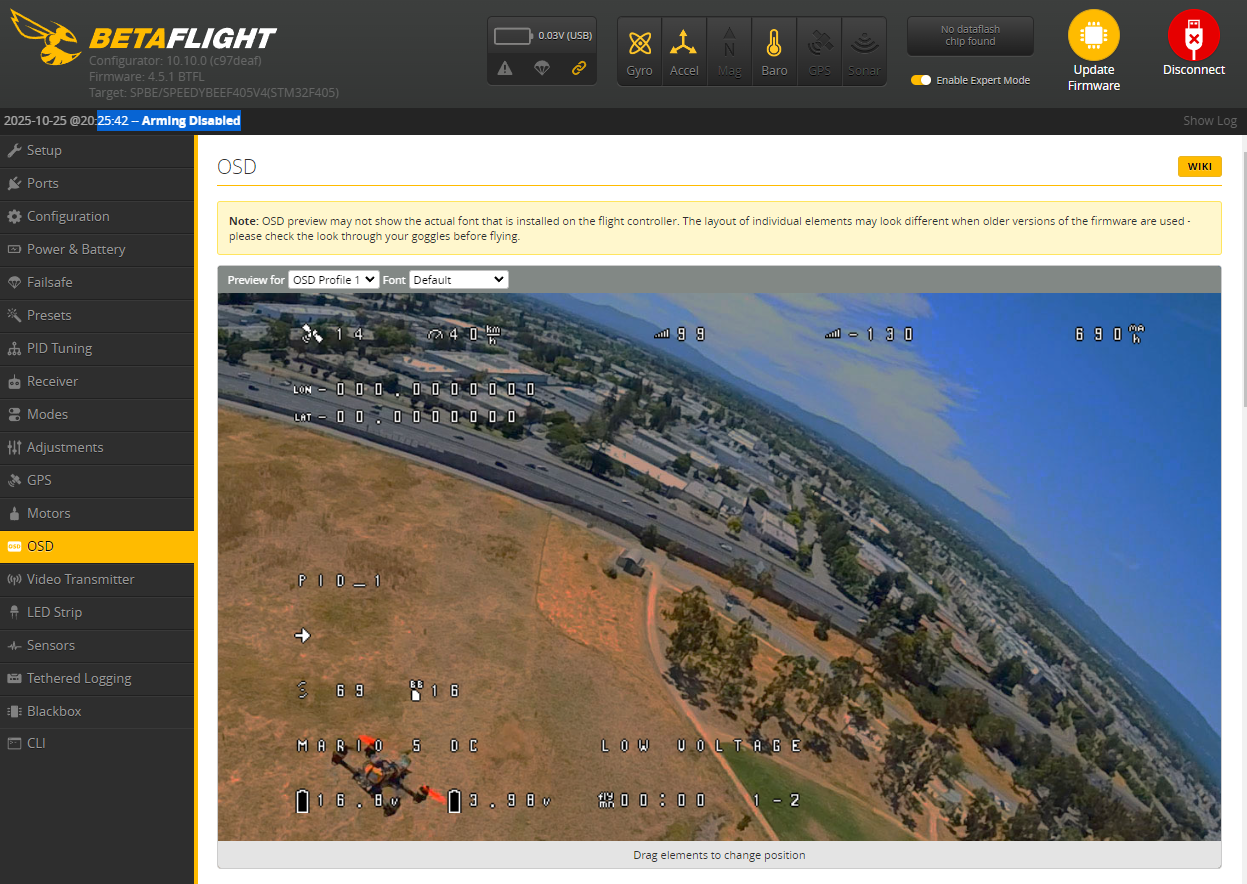 BETAFLIGHT
Configurator: 10.10.0 (c97deaf)
Firmware: 4.5.1 BTFL
Target: SPBE/SPEEDYBEEF405V4(STM32F405)
0.03V (USB)
Gyro
Accel
Mag
Baro
GPS
Sonar
No dataflash
chip found
Enable Expert Mode
Update
Firmware
Disconnect
2025-10-25 @20:25:42 -- Arming Disabled
Show Log
Setup
Ports
Configuration
Power & Battery
Failsafe
Presets
PID Tuning
Receiver
Modes
Adjustments
GPS
Motors
OSD
Video Transmitter
LED Strip
Sensors
Tethered Logging
Blackbox
CLI
OSD
WIKI
Note: OSD preview may not show the actual font that is installed on the flight controller. The layout of individual elements may look different when older versions of the firmware are used -
please check the look through your goggles before flying.
Preview for OSD Profile 1 Font Default
14 40 km/h 99 -130 690 mAh
LON -000.0000000
LAT -00.0000000
PID_1
69 BB 16
MARIO 5 DC LOW VOLTAGE
16.8V 3.98V fly mn 00:00 1-2
Drag elements to change position